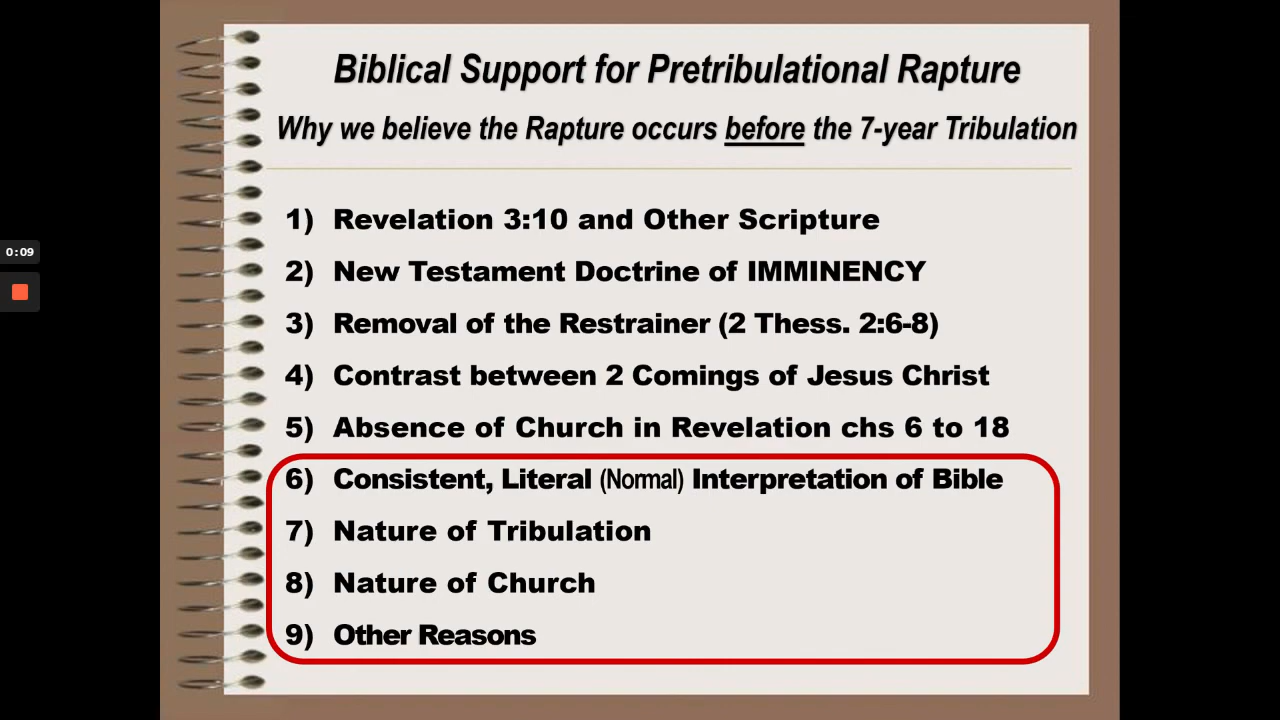 Biblical Support for Pretribulational Rapture
Why we believe the Rapture occurs before the 7-year Tribulation
1) Revelation 3:10 and Other Scripture
2) New Testament Doctrine of IMMINENCY
0:09
3) Removal of the Restrainer (2 Thess. 2:6-8)
4) Contrast between 2 Comings of Jesus Christ
5) Absence of Church in Revelation chs 6 to 18
6) Consistent, Literal (Normal) Interpretation of Bible
7) Nature of Tribulation
8) Nature of Church
9) Other Reasons